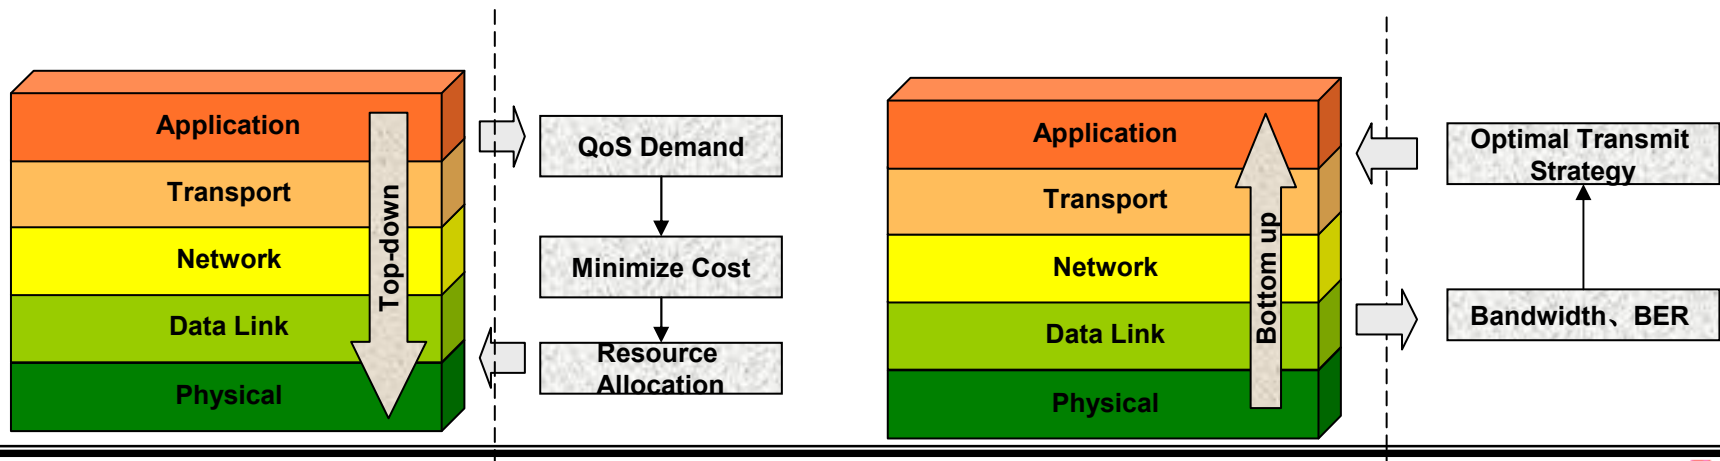 Application
Transport
Network
Data Link
Physical
Top-down
QoS Demand
Minimize Cost
Resource
Allocation
Application
Transport
Network
Data Link
Physical
Bottom up
Optimal Transmit
Strategy
Bandwidth、BER